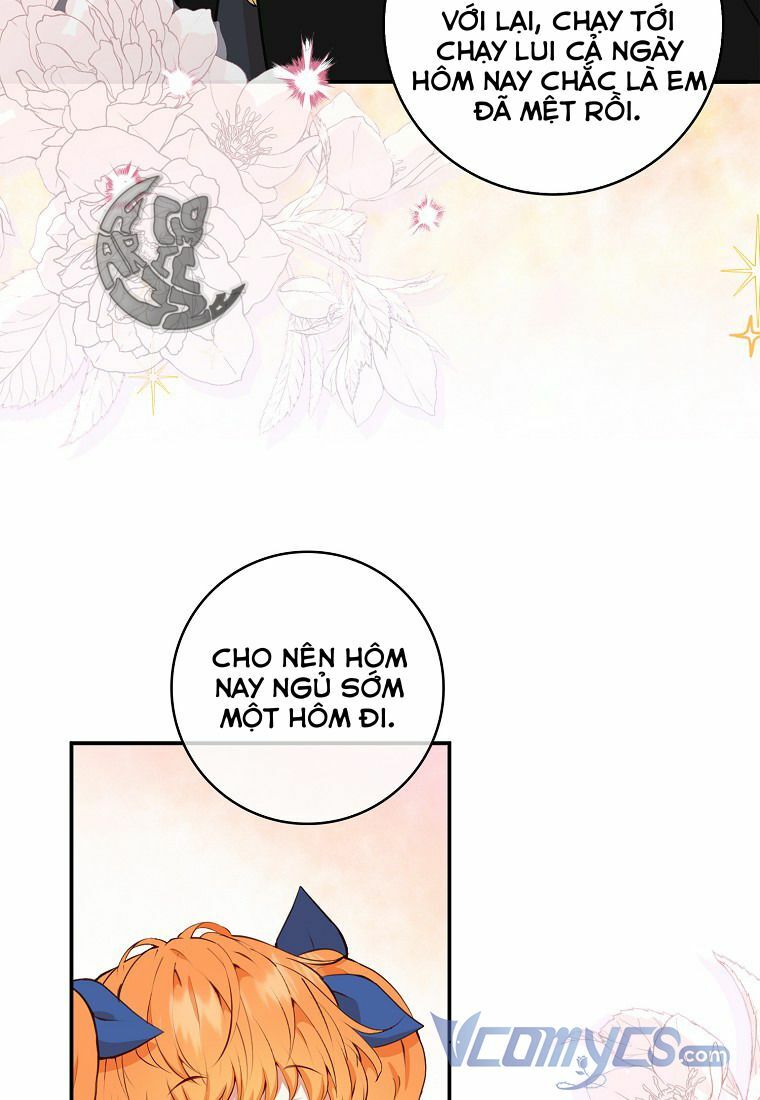 VỚI LẠI, CHẠY TỚI
CHẠY LUI CẢ NGÀY
HÔM NAY CHẮC LÀ EM
ĐÃ MỆT RỒI.
CHO NÊN HÔM
NAY NGỦ SỚM
MỘT HÔM ĐI.
VCOMYCS.com